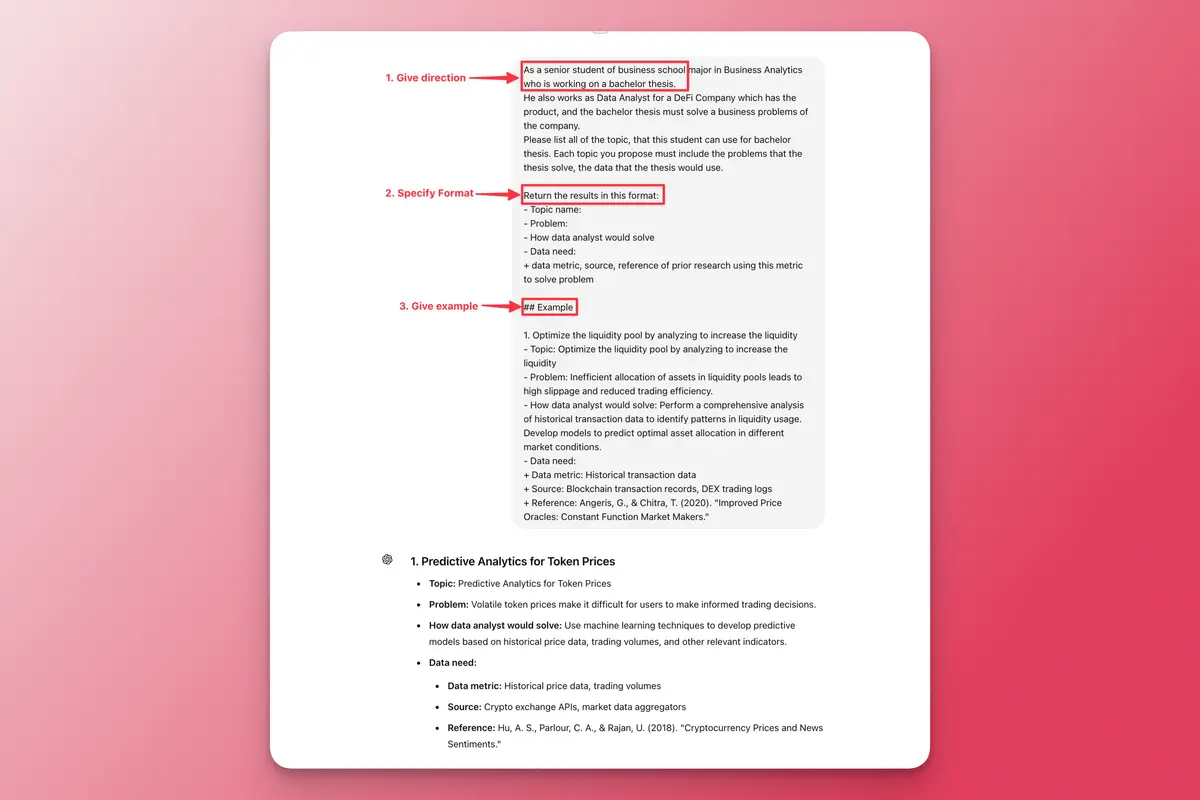 1. Give direction
As a senior student of business school major in Business Analytics
who is working on a bachelor thesis.
He also works as Data Analyst for a DeFi Company which has the
product, and the bachelor thesis must solve a business problems of
the company.
Please list all of the topic, that this student can use for bachelor
thesis. Each topic you propose must include the problems that the
thesis solve, the data that the thesis would use.
2. Specify Format
Return the results in this format:
- Topic name:
- Problem:
- How data analyst would solve
- Data need:
+ data metric, source, reference of prior research using this metric
to solve problem
3. Give example
## Example
1. Optimize the liquidity pool by analyzing to increase the liquidity
- Topic: Optimize the liquidity pool by analyzing to increase the
liquidity
- Problem: Inefficient allocation of assets in liquidity pools leads to
high slippage and reduced trading efficiency.
- How data analyst would solve: Perform a comprehensive analysis
of historical transaction data to identify patterns in liquidity usage.
Develop models to predict optimal asset allocation in different
market conditions.
- Data need:
+ Data metric: Historical transaction data
+ Source: Blockchain transaction records, DEX trading logs
+ Reference: Angeris, G., & Chitra, T. (2020). "Improved Price
Oracles: Constant Function Market Makers."
1. Predictive Analytics for Token Prices
• Topic: Predictive Analytics for Token Prices
• Problem: Volatile token prices make it difficult for users to make informed trading decisions.
• How data analyst would solve: Use machine learning techniques to develop predictive
models based on historical price data, trading volumes, and other relevant indicators.
• Data need:
• Data metric: Historical price data, trading volumes
• Source: Crypto exchange APIs, market data aggregators
• Reference: Hu, A. S., Parlour, C. A., & Rajan, U. (2018). "Cryptocurrency Prices and News
Sentiments."